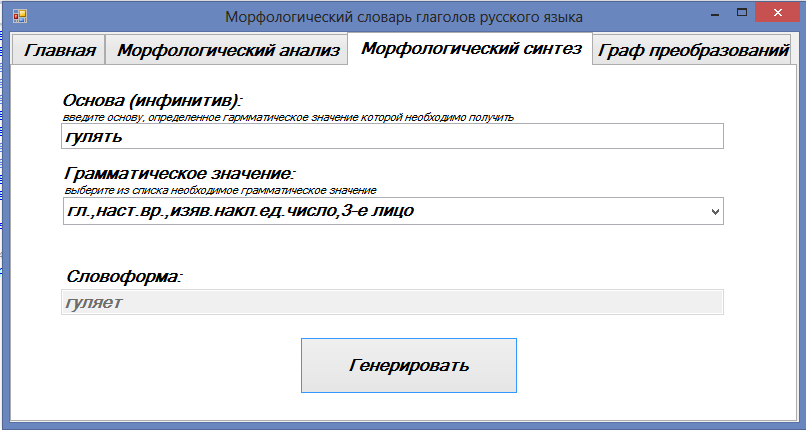 Морфологический словарь глаголов русского языка
Главная Морфологический анализ Морфологический синтез Граф преобразований
Основа (инфинитив):
введите основу, определенное гармматическое значение которой необходимо получить
гулять
Грамматическое значение:
выберите из списка необходимое грамматическое значение
гл.,наст.вр.,изяв.накл.ед.число,3-е лицо
Словоформа:
гуляет
Генерировать